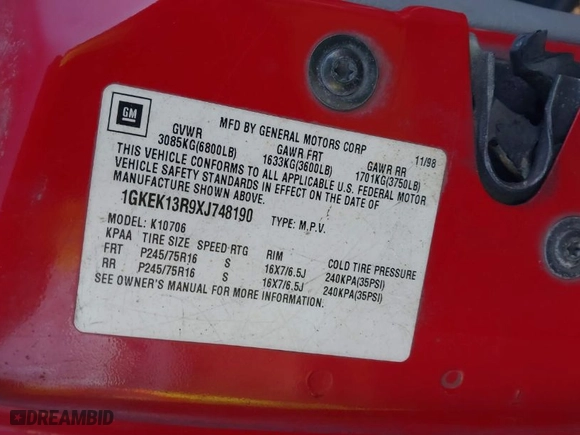 GM
MFD BY GENERAL MOTORS CORP 11/98
GVWR GAWR FRT GAWR RR
3085KG(6800LB) 1633KG(3600LB) 1701KG(3750LB)
THIS VEHICLE CONFORMS TO ALL APPLICABLE U.S. FEDERAL MOTOR
VEHICLE SAFETY STANDARDS IN EFFECT ON THE DATE OF
MANUFACTURE SHOWN ABOVE.
1GKEK13R9XJ748190 TYPE: M.P.V.
MODEL: K10706
KPAA TIRE SIZE SPEED RTG RIM COLD TIRE PRESSURE
FRT P245/75R16 S 16X7/6.5J 240KPA(35PSI)
RR P245/75R16 S 16X7/6.5J 240KPA(35PSI)
SEE OWNER'S MANUAL FOR MORE INFORMATION.
DREAMBID